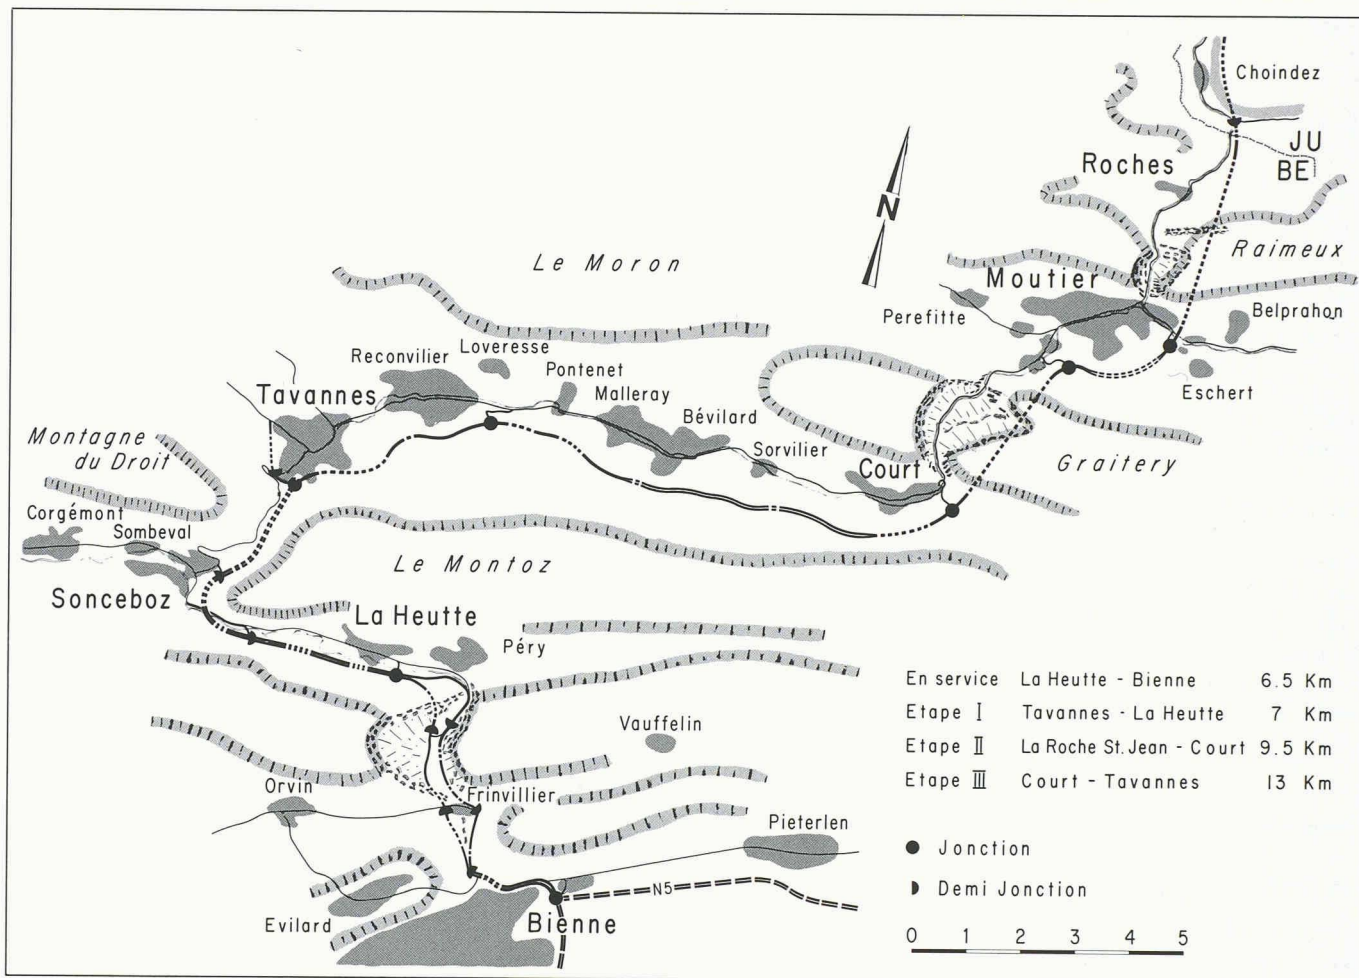 Choindez
JU
BE
Roches
N
Raimeux
Le Moron
Moutier
Perefitte
Belprahon
Eschert
Loveresse
Reconvilier
Pontenet
Tavannes
Malleray
Bévilard
Sorvilier
Court
Graitery
Montagne
du Droit
Corgémont
Sombeval
Le Montoz
Sonceboz
La Heutte
Péry
En service La Heutte - Bienne 6.5 Km
Etape I Tavannes - La Heutte 7 Km
Etape II La Roche St. Jean - Court 9.5 Km
Etape III Court - Tavannes 13 Km
Vauffelin
Orvin
Frinvillier
Pieterlen
Jonction
Demi Jonction
N5
Evilard
Bienne
0 1 2 3 4 5